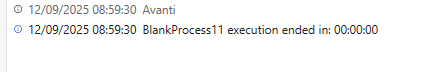 12/09/2025 08:59:30 Avanti
12/09/2025 08:59:30 BlankProcess11 execution ended in: 00:00:00